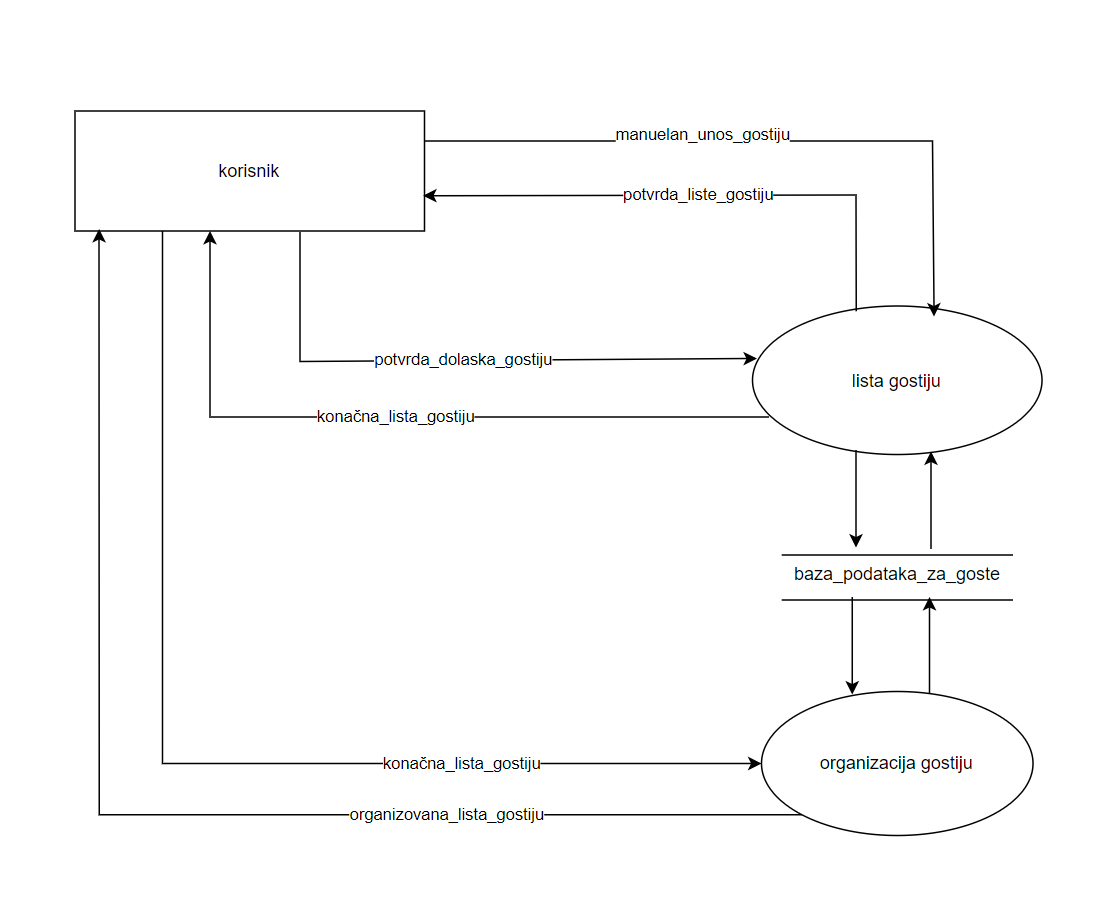 manuelan_unos_gostiju
korisnik
potvrda_liste_gostiju
potvrda_dolaska_gostiju
lista gostiju
konačna_lista_gostiju
baza_podataka_za_goste
konačna_lista_gostiju
organizacija gostiju
organizovana_lista_gostiju